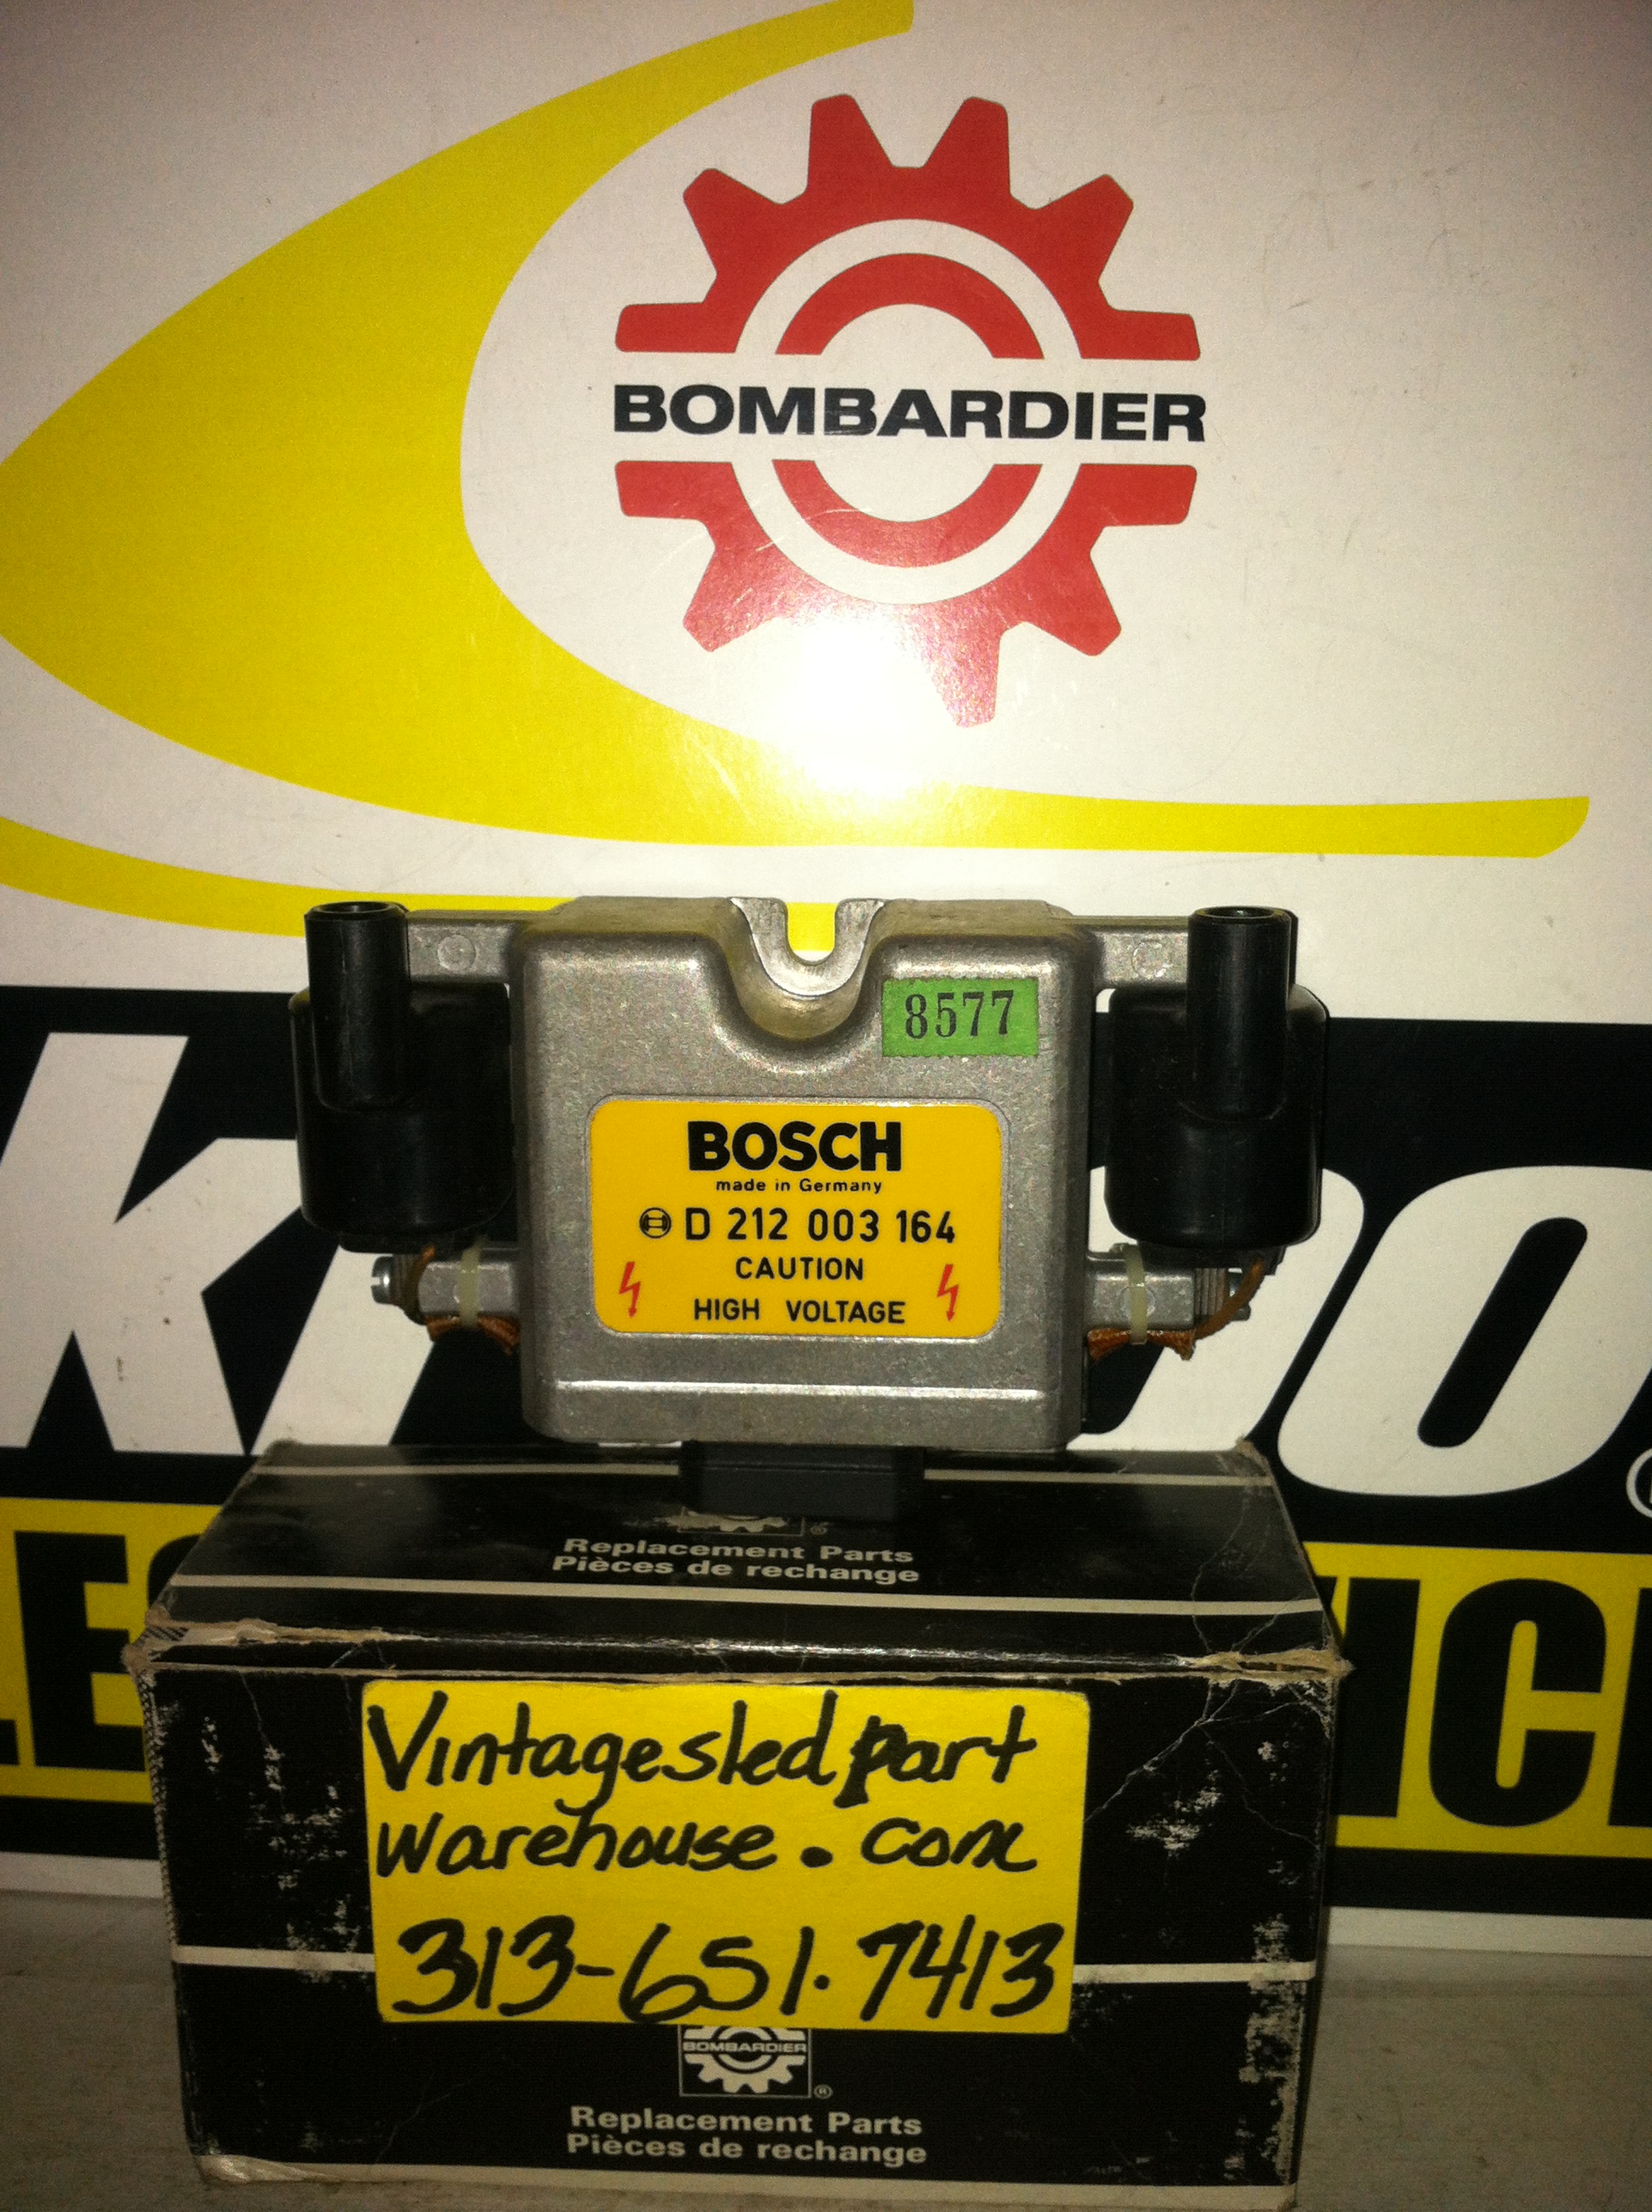 BOMBARDIER
8577
BOSCH
made in Germany
D 212 003 164
CAUTION
HIGH VOLTAGE
Replacement Parts
Pièces de rechange
Vintagesledpart
warehouse.com
313-651.7413
BOMBARDIER
®
Replacement Parts
Pièces de rechange